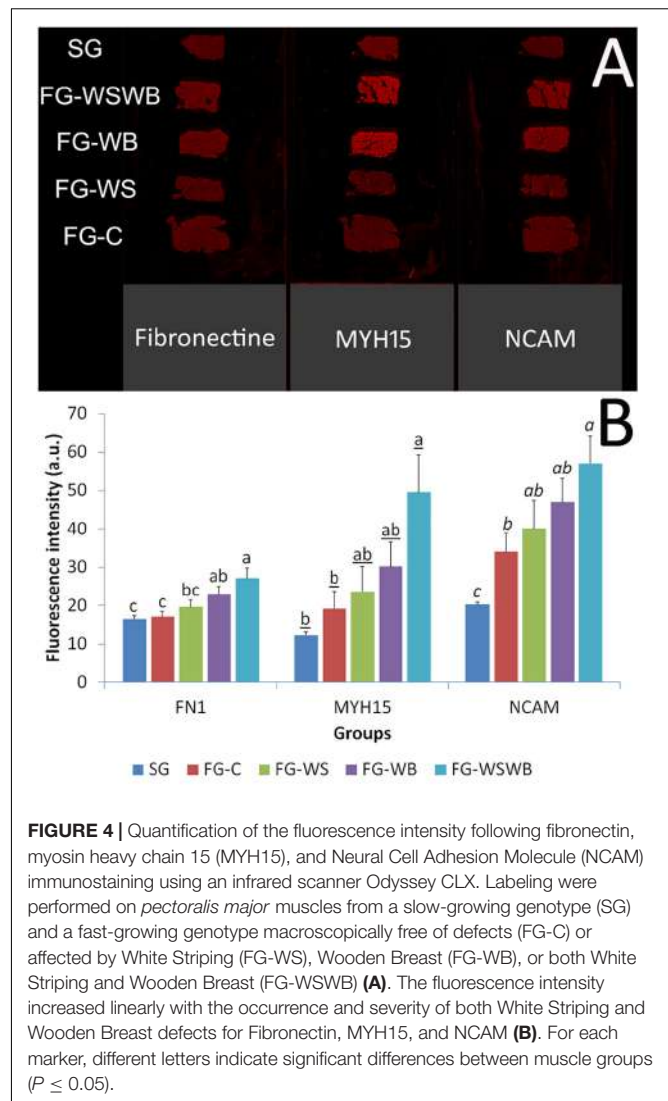 A
SG
FG-WSWB
FG-WB
FG-WS
FG-C
Fibronectine MYH15 NCAM
B
Fluorescence intensity (a.u.)
70
60
50
40
30
20
10
0
c c bc ab a
b b ab ab a
c b ab ab a
FN1 MYH15 NCAM
Groups
SG FG-C FG-WS FG-WB FG-WSWB
FIGURE 4 | Quantification of the fluorescence intensity following fibronectin,
myosin heavy chain 15 (MYH15), and Neural Cell Adhesion Molecule (NCAM)
immunostaining using an infrared scanner Odyssey CLX. Labeling were
performed on pectoralis major muscles from a slow-growing genotype (SG)
and a fast-growing genotype macroscopically free of defects (FG-C) or
affected by White Striping (FG-WS), Wooden Breast (FG-WB), or both White
Striping and Wooden Breast (FG-WSWB) (A). The fluorescence intensity
increased linearly with the occurrence and severity of both White Striping and
Wooden Breast defects for Fibronectin, MYH15, and NCAM (B). For each
marker, different letters indicate significant differences between muscle groups
(P ≤ 0.05).